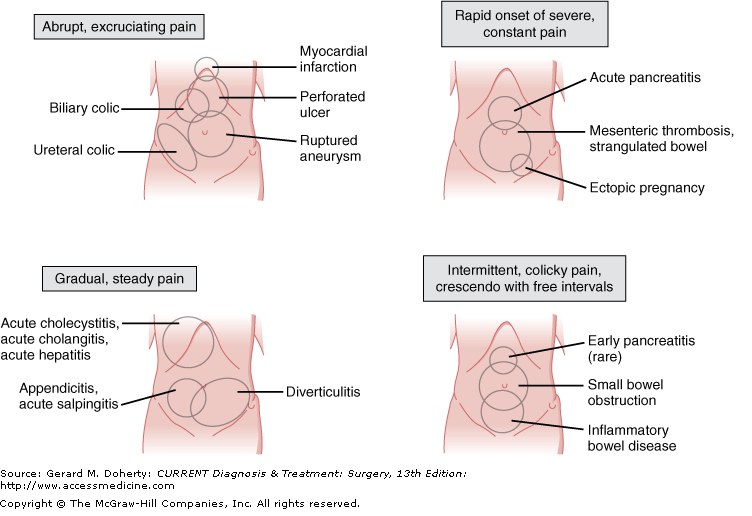 Abrupt, excruciating pain
Myocardial
infarction
Biliary colic
Perforated
ulcer
Ureteral colic
Ruptured
aneurysm
Rapid onset of severe,
constant pain
Acute pancreatitis
Mesenteric thrombosis,
strangulated bowel
Ectopic pregnancy
Gradual, steady pain
Acute cholecystitis,
acute cholangitis,
acute hepatitis
Appendicitis,
acute salpingitis
Diverticulitis
Intermittent, colicky pain,
crescendo with free intervals
Early pancreatitis
(rare)
Small bowel
obstruction
Inflammatory
bowel disease
Source: Gerard M. Doherty: CURRENT Diagnosis & Treatment: Surgery, 13th Edition:
http://www.accessmedicine.com
Copyright © The McGraw-Hill Companies, Inc. All rights reserved.